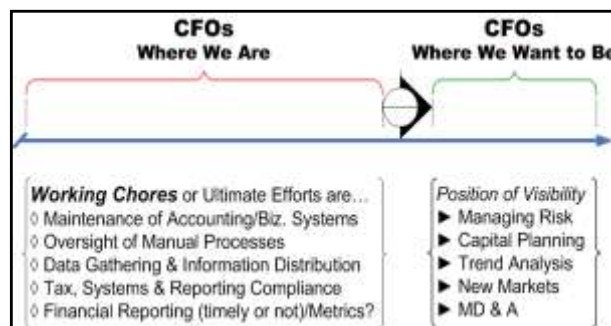 CFOs
Where We Are
CFOs
Where We Want to Be
Working Chores or Ultimate Efforts are…
◊ Maintenance of Accounting/Biz. Systems
◊ Oversight of Manual Processes
◊ Data Gathering & Information Distribution
◊ Tax, Systems & Reporting Compliance
◊ Financial Reporting (timely or not)/Metrics?
Position of Visibility
► Managing Risk
► Capital Planning
► Trend Analysis
► New Markets
► MD & A